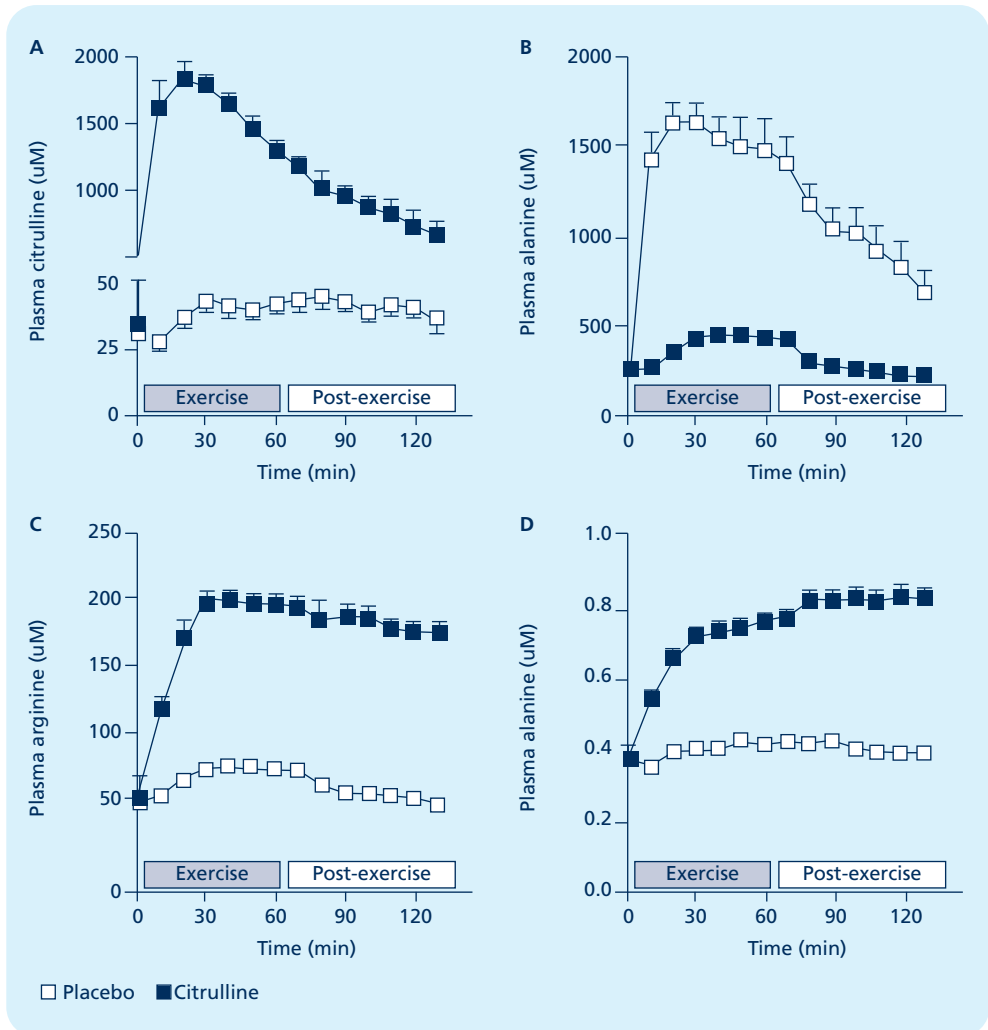 A
Plasma citrulline (uM)
2000
1500
1000
50
25
0
Exercise
Post-exercise
0 30 60 90 120
Time (min)
B
Plasma alanine (uM)
2000
1500
1000
500
0
Exercise
Post-exercise
0 30 60 90 120
Time (min)
C
Plasma arginine (uM)
250
200
150
100
50
0
Exercise
Post-exercise
0 30 60 90 120
Time (min)
D
Plasma alanine (uM)
1.0
0.8
0.6
0.4
0.2
0.0
Exercise
Post-exercise
0 30 60 90 120
Time (min)
Placebo Citrulline